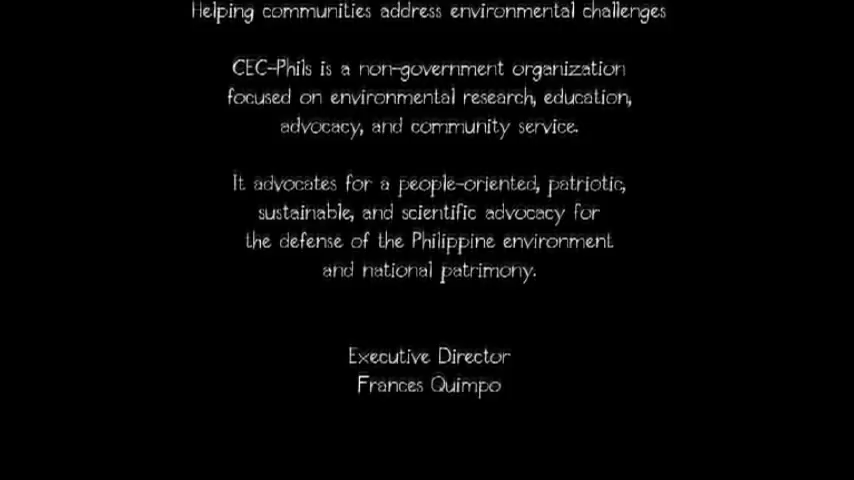 Helping communities address environmental challenges
CEC-Phils is a non-government organization
focused on environmental research, education,
advocacy, and community service.
It advocates for a people-oriented, patriotic,
sustainable, and scientific advocacy for
the defense of the Philippine environment
and national patrimony.
Executive Director
Frances Quimpo